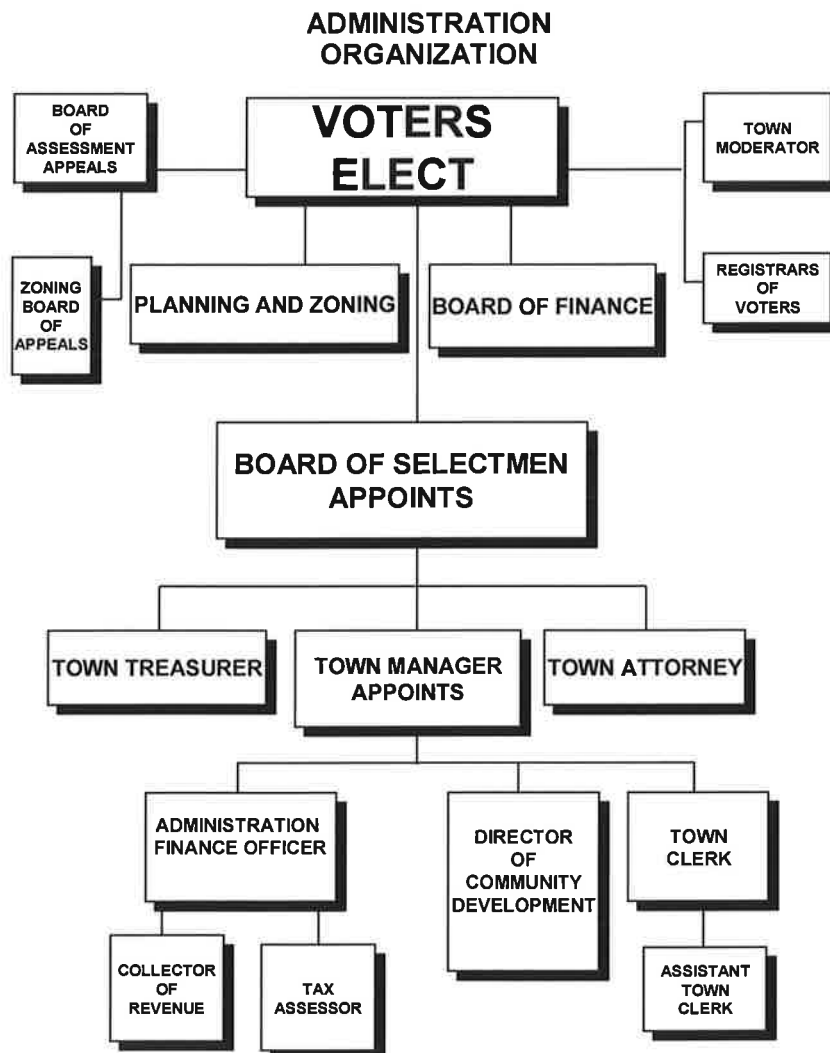 ADMINISTRATION
ORGANIZATION
BOARD
OF
ASSESSMENT
APPEALS
VOTERS
ELECT
TOWN
MODERATOR
ZONING
BOARD
OF
APPEALS
PLANNING AND ZONING
BOARD OF FINANCE
REGISTRARS
OF
VOTERS
BOARD OF SELECTMEN
APPOINTS
TOWN TREASURER
TOWN MANAGER
APPOINTS
TOWN ATTORNEY
ADMINISTRATION
FINANCE OFFICER
DIRECTOR
OF
COMMUNITY
DEVELOPMENT
TOWN
CLERK
COLLECTOR
OF
REVENUE
TAX
ASSESSOR
ASSISTANT
TOWN
CLERK